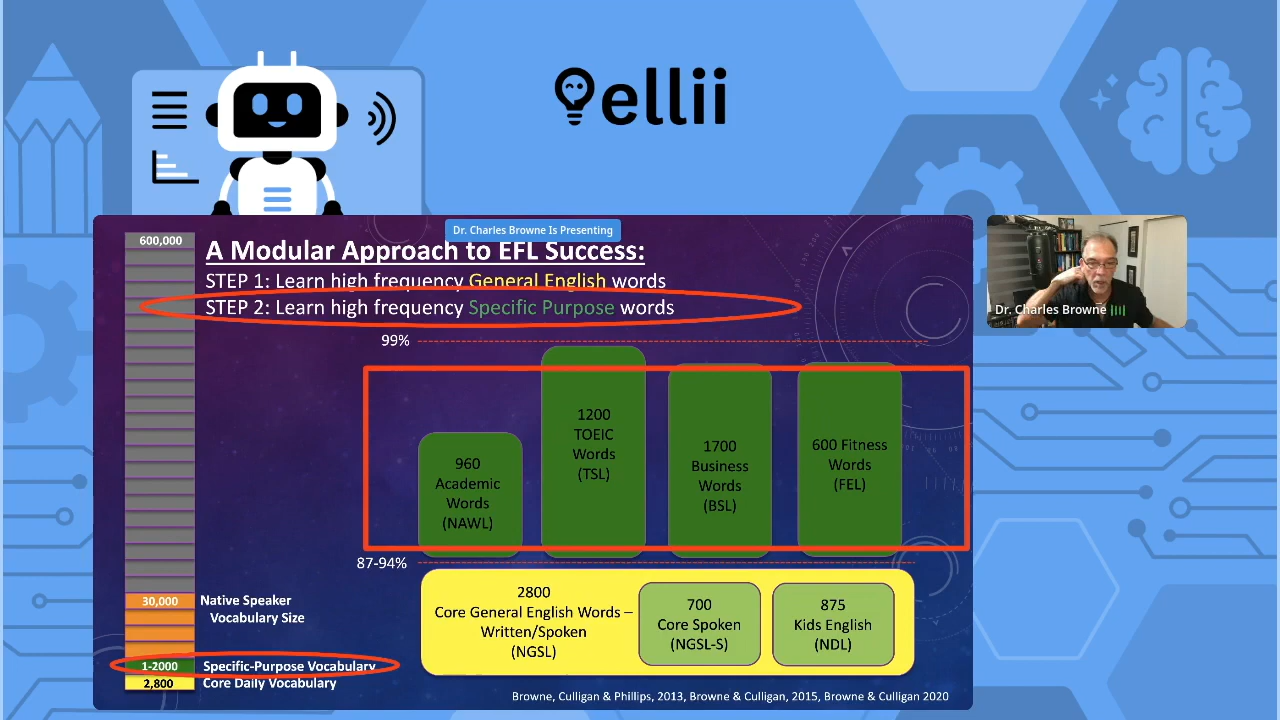 ellii
Dr. Charles Browne Is Presenting
600,000
A Modular Approach to EFL Success:
STEP 1: Learn high frequency General English words
STEP 2: Learn high frequency Specific Purpose words
99%
960
Academic
Words
(NAWL)
1200
TOEIC
Words
(TSL)
1700
Business
Words
(BSL)
600 Fitness
Words
(FEL)
87-94%
2800
Core General English Words –
Written/Spoken
(NGSL)
700
Core Spoken
(NGSL-S)
875
Kids English
(NDL)
30,000
Native Speaker
Vocabulary Size
1-2000
Specific-Purpose Vocabulary
2,800
Core Daily Vocabulary
Browne, Culligan & Phillips, 2013, Browne & Culligan, 2015, Browne & Culligan 2020
Dr. Charles Browne